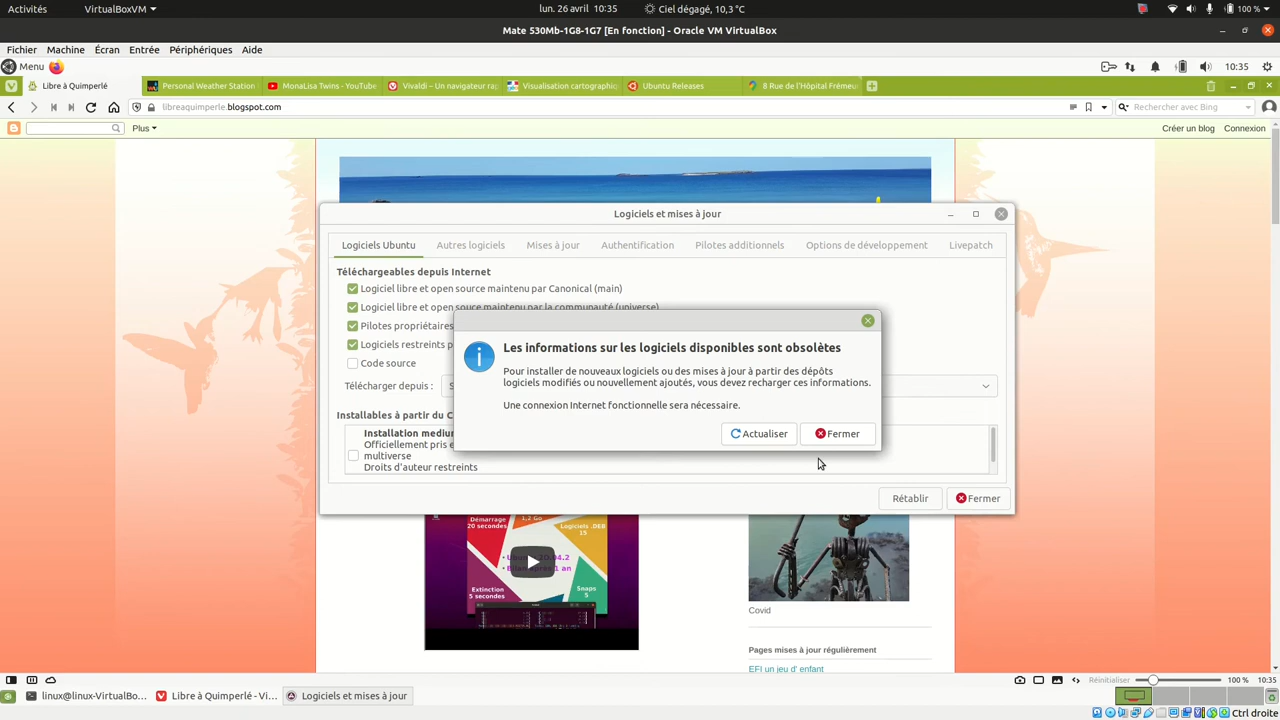 Activités
VirtualBoxVM
lun. 26 avril 10:35
Ciel dégagé, 10,3 °C
100 %
Mate 530Mb-1G8-1G7 [En fonction] - Oracle VM VirtualBox
Fichier Machine Écran Entrée Périphériques Aide
Menu
10:35
Libre à Quimperlé
Personal Weather Station
MonaLisa Twins - YouTube
Vivaldi – Un navigateur rap
Visualisation cartographiq
Ubuntu Releases
8 Rue de l'Hôpital Frémeur
libreaquimperle.blogspot.com
Rechercher avec Bing
Plus
Créer un blog
Connexion
Logiciels et mises à jour
Logiciels Ubuntu
Autres logiciels
Mises à jour
Authentification
Pilotes additionnels
Options de développement
Livepatch
Téléchargeables depuis Internet
Logiciel libre et open source maintenu par Canonical (main)
Logiciel libre et open souce maintenu par la communauté (universe)
Pilotes propriétaires
Logiciels restreints p
Code source
Télécharger depuis : S
Les informations sur les logiciels disponibles sont obsolètes
Pour installer de nouveaux logiciels ou des mises à jour à partir des dépôts
logiciels modifiés ou nouvellement ajoutés, vous devez recharger ces informations.
Une connexion Internet fonctionnelle sera nécessaire.
Actualiser
Fermer
Installables à partir du C
Installation medium
Officiellement pris e
multiverse
Droits d'auteur restreints
Rétablir
Fermer
Démarrage
20 secondes
1,2 Go
Logiciels .DEB
15
Extinction
5 secondes
Snaps
5
Covid
Pages mises à jour régulièrement
EFI un jeu d' enfant
Réinitialiser
100 %
10:35
linux@linux-VirtualBo...
Libre à Quimperlé - Vi...
Logiciels et mises à jour
Ctrl droite